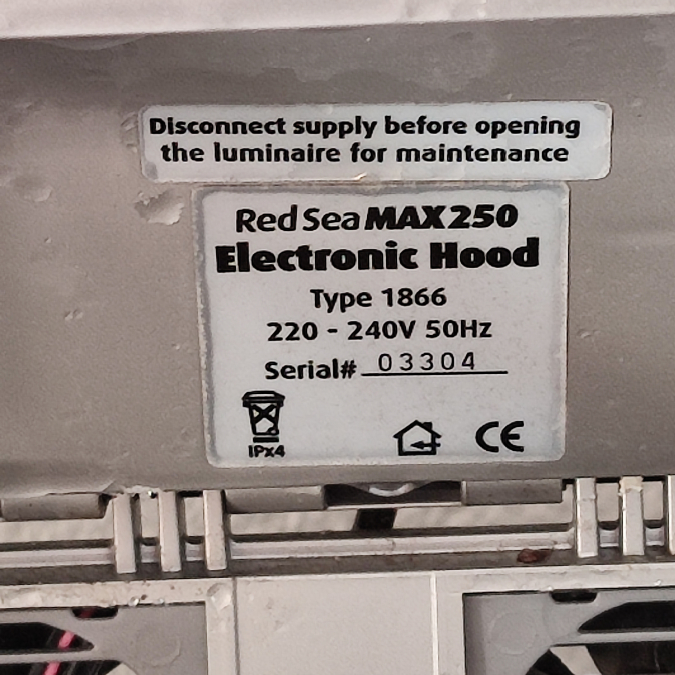 Disconnect supply before opening
the luminaire for maintenance
Red Sea MAX 250
Electronic Hood
Type 1866
220 - 240V 50Hz
Serial# 03304
IPx4
CE